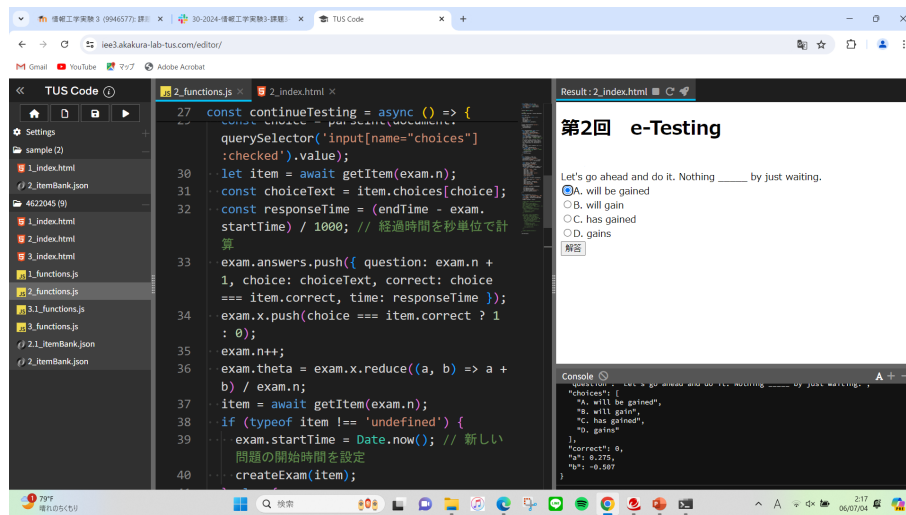 情報工学実験 3 (9946577): 課
30-2024-情報工学実験3-課題3
TUS Code
iee3.akakura-lab-tus.com/editor/
Gmail
YouTube
マップ
Adobe Acrobat
TUS Code
Settings
sample (2)
1_index.html
2_itemBank.json
4622045 (9)
1_index.html
2_index.html
3_index.html
1_functions.js
2_functions.js
3.1_functions.js
3_functions.js
2.1_itemBank.json
2_itemBank.json
2_functions.js
2_index.html
27 const continueTesting = async () => {
querySelector('input[name="choices"]
:checked').value);
30 let item = await getItem(exam.n);
31 const choiceText = item.choices[choice];
32 const responseTime = (endTime - exam.
startTime) / 1000; // 経過時間を秒単位で計
算
33 exam.answers.push({ question: exam.n +
1, choice: choiceText, correct: choice
=== item.correct, time: responseTime });
34 exam.x.push(choice === item.correct ? 1
: 0);
35 exam.n++;
36 exam.theta = exam.x.reduce((a, b) => a +
b) / exam.n;
37 item = await getItem(exam.n);
38 if (typeof item !== 'undefined') {
39 exam.startTime = Date.now(); // 新しい
問題の開始時間を設定
40 createExam(item);
Result : 2_index.html
第2回 e-Testing
Let's go ahead and do it. Nothing _____ by just waiting.
A. will be gained
B. will gain
C. has gained
D. gains
解答
Console
A + -
"choices": [
"A. will be gained",
"B. will gain",
"C. has gained",
"D. gains"
],
"correct": 0,
"a": 0.275,
"b": -0.507
}
79°F
晴れのちくもり
検索
A
2:17
06/07/04